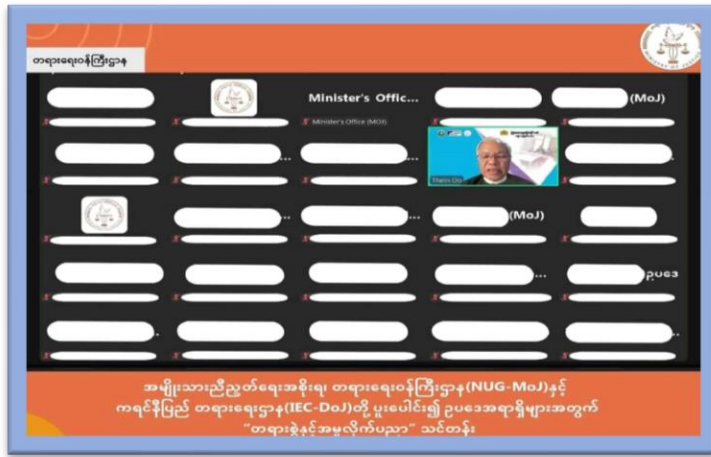 တရားရေးဝန်ကြီးဌာန
MINISTRY OF JUSTICE
Minister's Offic...
(MoJ)
Minister's Office (MOJ)
...
...
Thein Oo
.
...
...
(MoJ)
...
ဥပဒေ
.
..
အမျိုးသားညီညွတ်ရေးအစိုးရ၊ တရားရေးဝန်ကြီးဌာန(NUG-MoJ)နှင့်
ကရင်နီပြည် တရားရေးဌာန(IEC-DoJ)တို့ ပူးပေါင်း၍ ဥပဒေအရာရှိများအတွက်
“တရားစွဲနှင့်အမှုလိုက်ပညာ” သင်တန်း